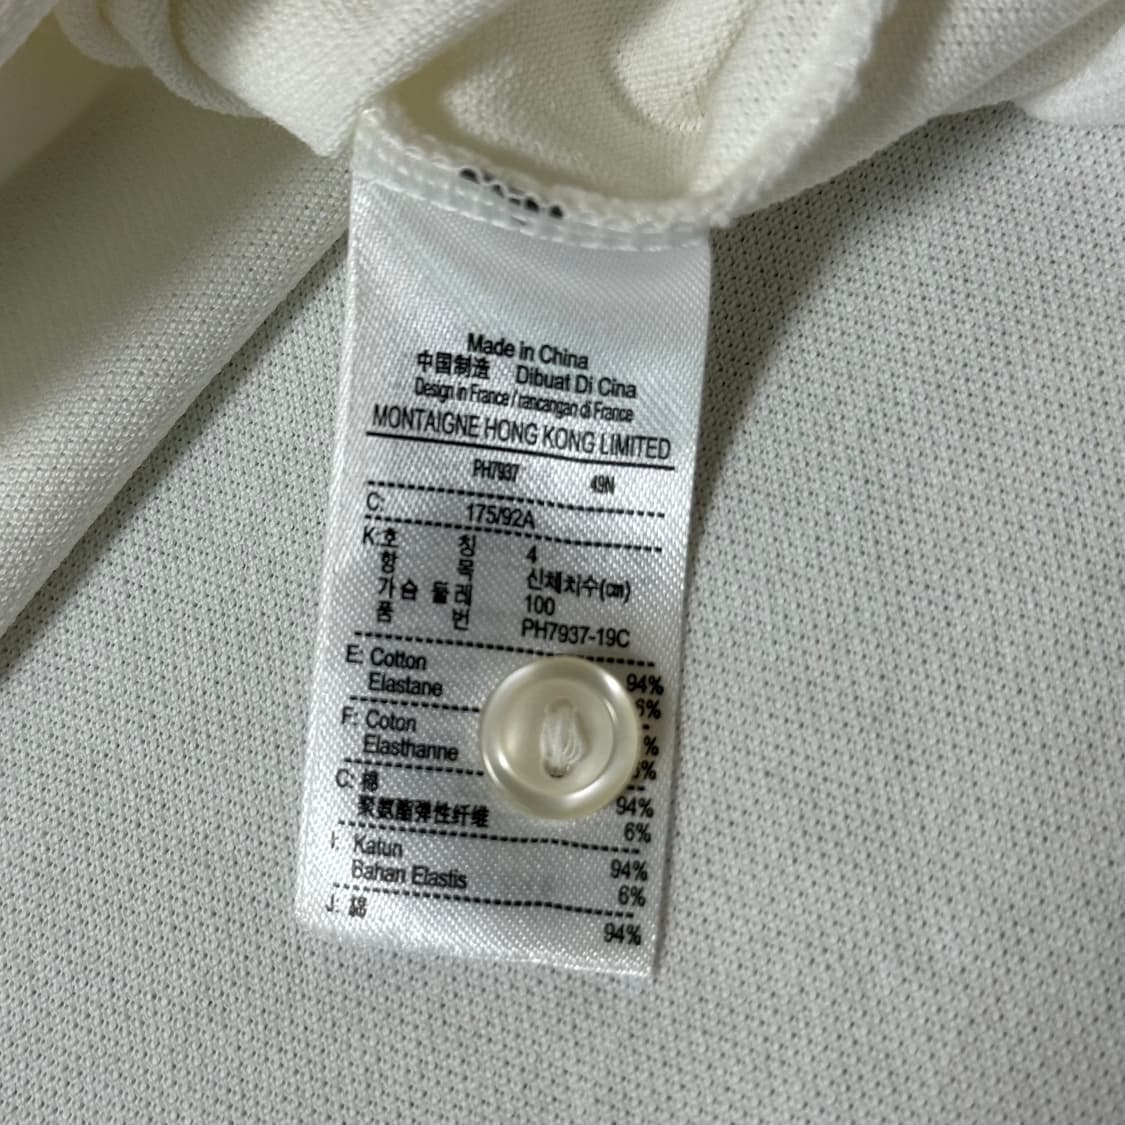 Made in China
中国制造 Dibuat Di Cina
Design in France / rancangan di France
MONTAIGNE HONG KONG LIMITED
PH7937 49N
C: 175/92A
K:호 칭 4
항 목 신체치수(㎝)
가슴 둘레 100
품 번 PH7937-19C
E: Cotton 94%
Elastane 6%
F: Coton %
Elasthanne 6%
C: 棉 94%
聚氨酯弹性纤维 6%
I: Katun 94%
Bahan Elastis 6%
J: 綿 94%